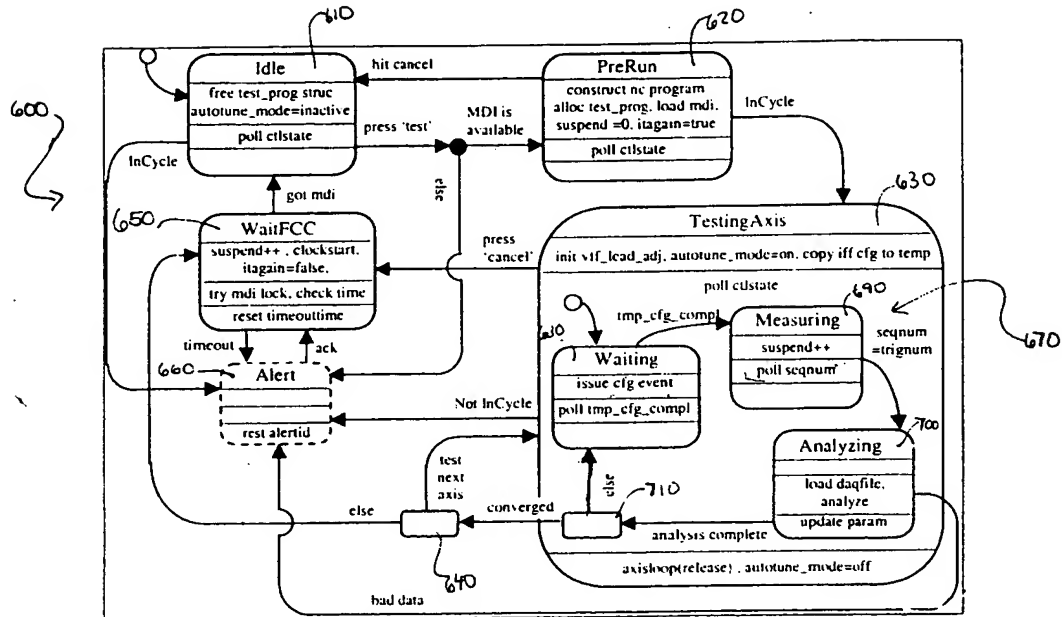 610
620
600
Idle
free test_prog struc
autotune_mode=inactive
poll ctlstate
hit cancel
PreRun
construct nc program
alloc test_prog, load mdi,
suspend =0, itagain=true
poll ctlstate
InCycle
press 'test'
MDI is
available
else
InCycle
got mdi
630
650
WaitFCC
suspend++ , clockstart,
itagain=false,
try mdi lock, check time
reset timeouttime
press
'cancel'
TestingAxis
init vff_lead_adj, autotune_mode=on, copy iff cfg to temp
poll ctlstate
690
670
tmp_cfg_compl
Measuring
suspend++
poll seqnum
seqnum
=trignum
680
Waiting
issue cfg event
poll tmp_cfg_compl
timeout
ack
660
Alert
rest alertid
Not InCycle
700
Analyzing
load daqfile,
analyze
update param
test
next
axis
else
710
else
converged
analysis complete
640
axisloop(release) , autotune_mode=off
bad data